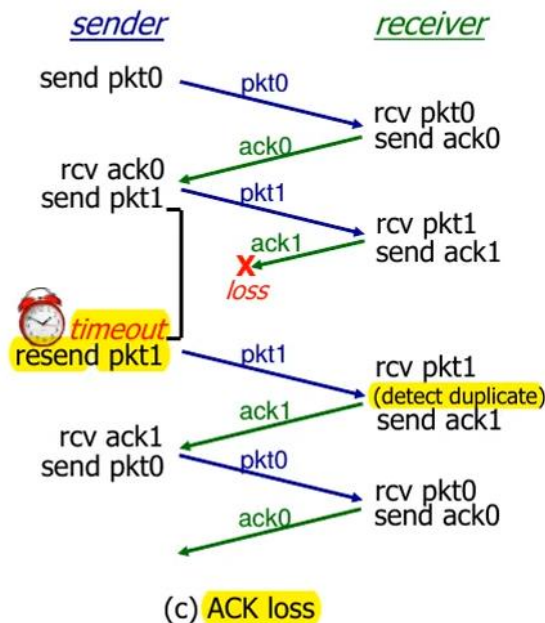 sender receiver
send pkt0
pkt0
rcv pkt0
send ack0
ack0
rcv ack0
send pkt1
pkt1
rcv pkt1
send ack1
ack1
X
loss
timeout
resend pkt1
pkt1
rcv pkt1
(detect duplicate)
send ack1
ack1
rcv ack1
send pkt0
pkt0
rcv pkt0
send ack0
ack0
(c) ACK loss